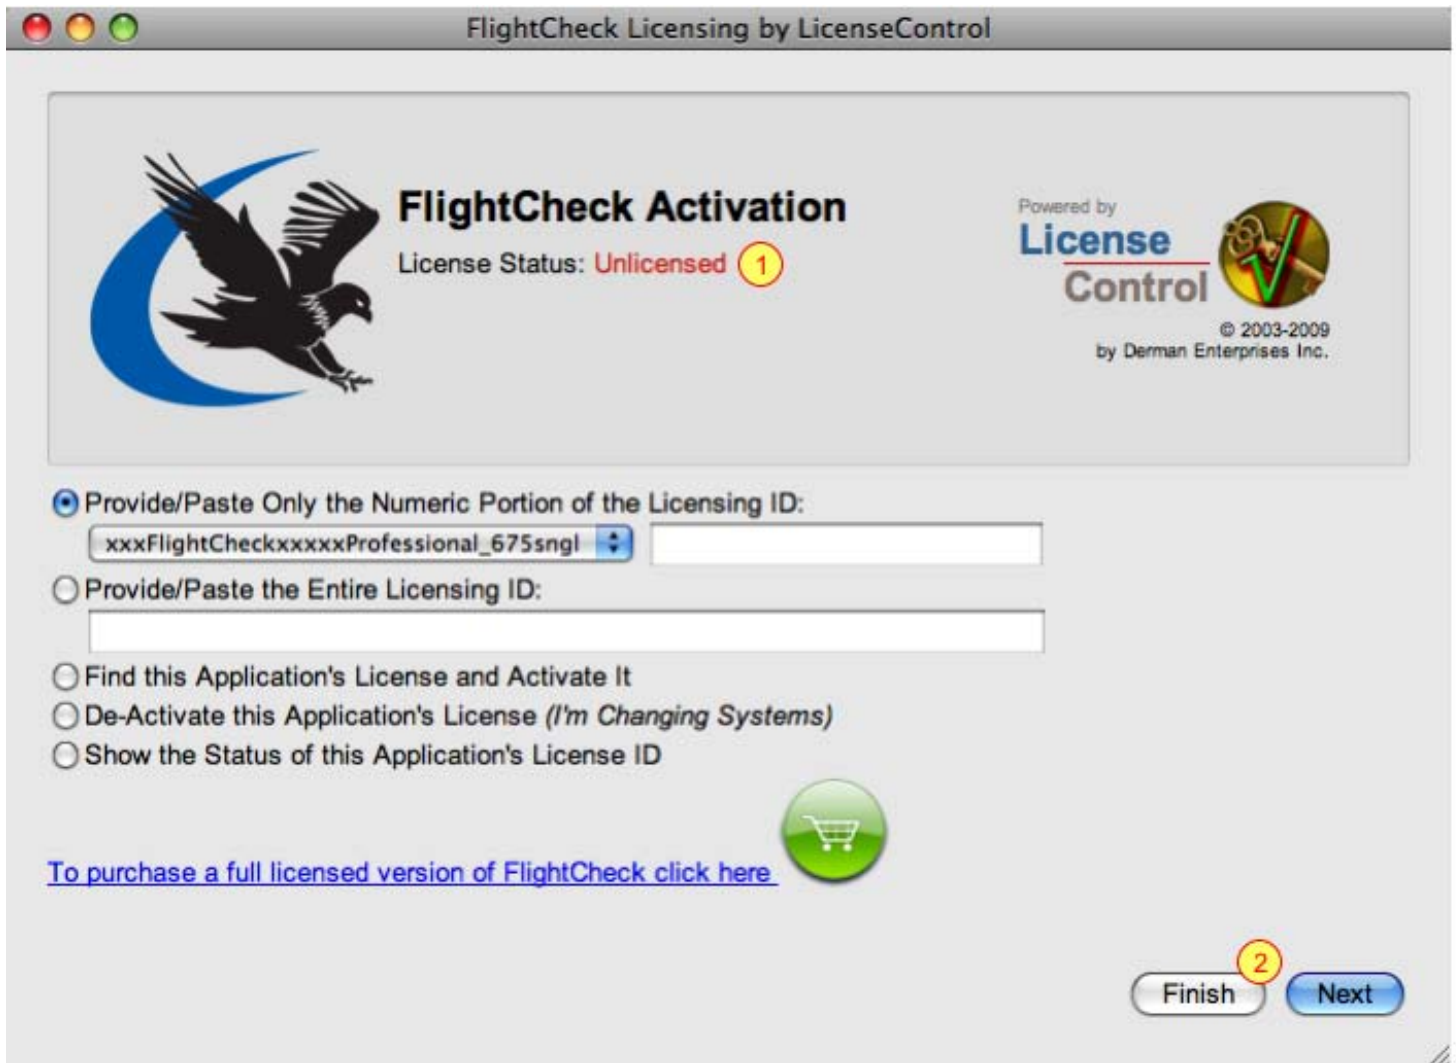 FlightCheck Licensing by LicenseControl
FlightCheck Activation
License Status: Unlicensed 1
Powered by
License
Control
© 2003-2009
by Derman Enterprises Inc.
Provide/Paste Only the Numeric Portion of the Licensing ID:
xxxFlightCheckxxxxxProfessional_675sngl
Provide/Paste the Entire Licensing ID:
Find this Application's License and Activate It
De-Activate this Application's License (I'm Changing Systems)
Show the Status of this Application's License ID
To purchase a full licensed version of FlightCheck click here
2
Finish Next